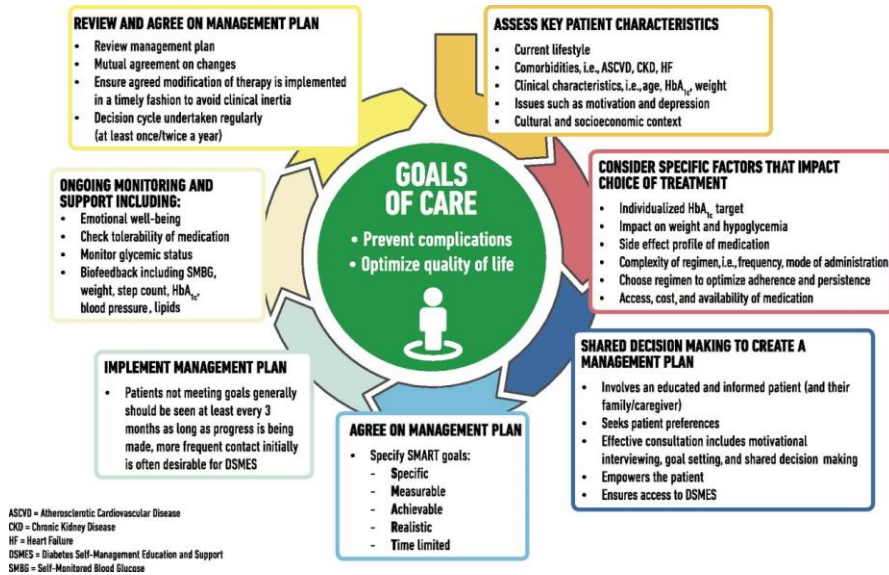 REVIEW AND AGREE ON MANAGEMENT PLAN
• Review management plan
• Mutual agreement on changes
• Ensure agreed modification of therapy is implemented
in a timely fashion to avoid clinical inertia
• Decision cycle undertaken regularly
(at least once/twice a year)
ASSESS KEY PATIENT CHARACTERISTICS
• Current lifestyle
• Comorbidities, i.e., ASCVD, CKD, HF
• Clinical characteristics, i.e., age, HbA1c, weight
• Issues such as motivation and depression
• Cultural and socioeconomic context
CONSIDER SPECIFIC FACTORS THAT IMPACT
CHOICE OF TREATMENT
• Individualized HbA1c target
• Impact on weight and hypoglycemia
• Side effect profile of medication
• Complexity of regimen, i.e., frequency, mode of administration
• Choose regimen to optimize adherence and persistence
• Access, cost, and availability of medication
SHARED DECISION MAKING TO CREATE A
MANAGEMENT PLAN
• Involves an educated and informed patient (and their
family/caregiver)
• Seeks patient preferences
• Effective consultation includes motivational
interviewing, goal setting, and shared decision making
• Empowers the patient
• Ensures access to DSMES
AGREE ON MANAGEMENT PLAN
• Specify SMART goals:
- Specific
- Measurable
- Achievable
- Realistic
- Time limited
IMPLEMENT MANAGEMENT PLAN
• Patients not meeting goals generally
should be seen at least every 3
months as long as progress is being
made, more frequent contact initially
is often desirable for DSMES
ONGOING MONITORING AND
SUPPORT INCLUDING:
• Emotional well-being
• Check tolerability of medication
• Monitor glycemic status
• Biofeedback including SMBG,
weight, step count, HbA1c,
blood pressure, lipids
GOALS
OF CARE
• Prevent complications
• Optimize quality of life
ASCVD = Atherosclerotic Cardiovascular Disease
CKD = Chronic Kidney Disease
HF = Heart Failure
DSMES = Diabetes Self-Management Education and Support
SMBG = Self-Monitored Blood Glucose